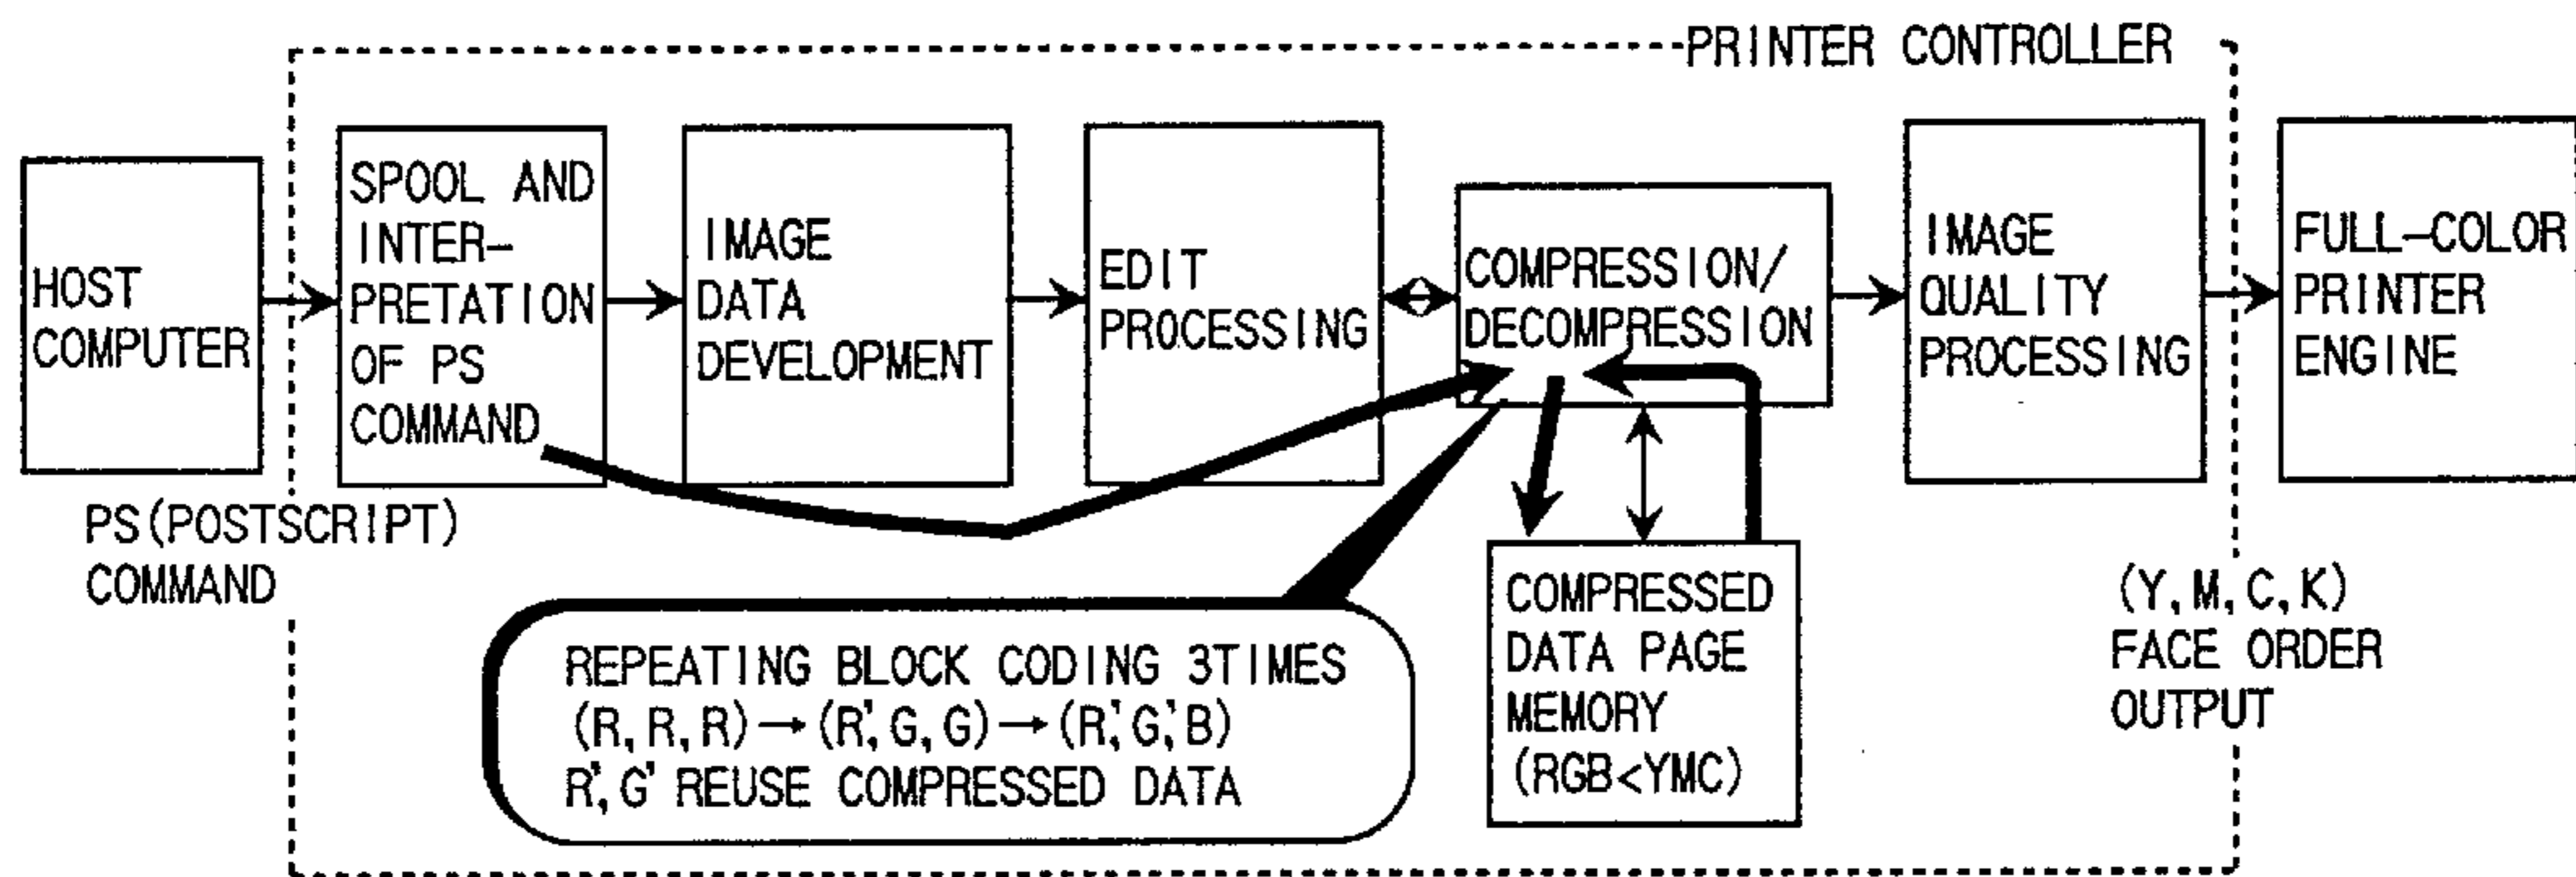 PRINTER CONTROLLER
HOST
COMPUTER
SPOOL AND
INTER-
PRETATION
OF PS
COMMAND
IMAGE
DATA
DEVELOPMENT
EDIT
PROCESSING
COMPRESSION/
DECOMPRESSION
IMAGE
QUALITY
PROCESSING
FULL-COLOR
PRINTER
ENGINE
PS(POSTSCRIPT)
COMMAND
REPEATING BLOCK CODING 3TIMES
(R, R, R)→(R', G, G)→(R', G', B)
R', G' REUSE COMPRESSED DATA
COMPRESSED
DATA PAGE
MEMORY
(RGB<YMC)
(Y, M, C, K)
FACE ORDER
OUTPUT